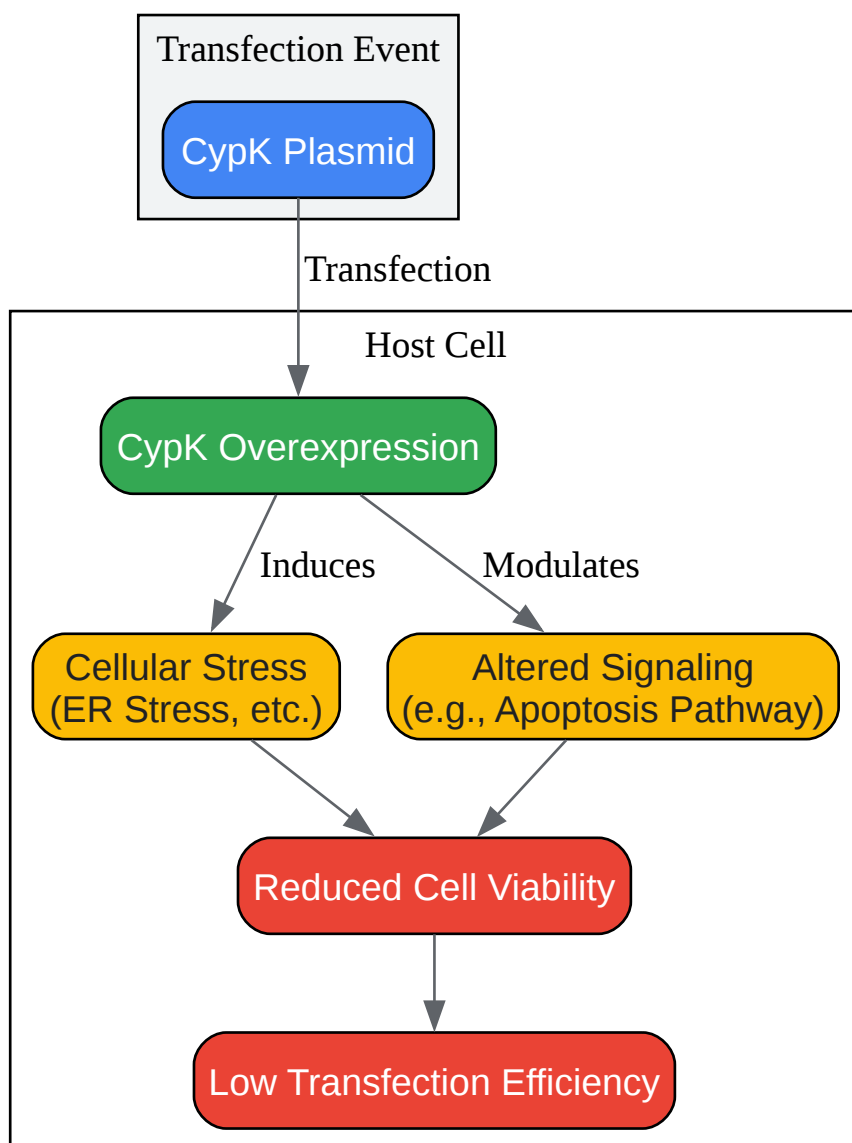 Transfection Event
CypK Plasmid
Transfection
Host Cell
CypK Overexpression
Induces
Modulates
Cellular Stress
(ER Stress, etc.)
Altered Signaling
(e.g., Apoptosis Pathway)
Reduced Cell Viability
Low Transfection Efficiency